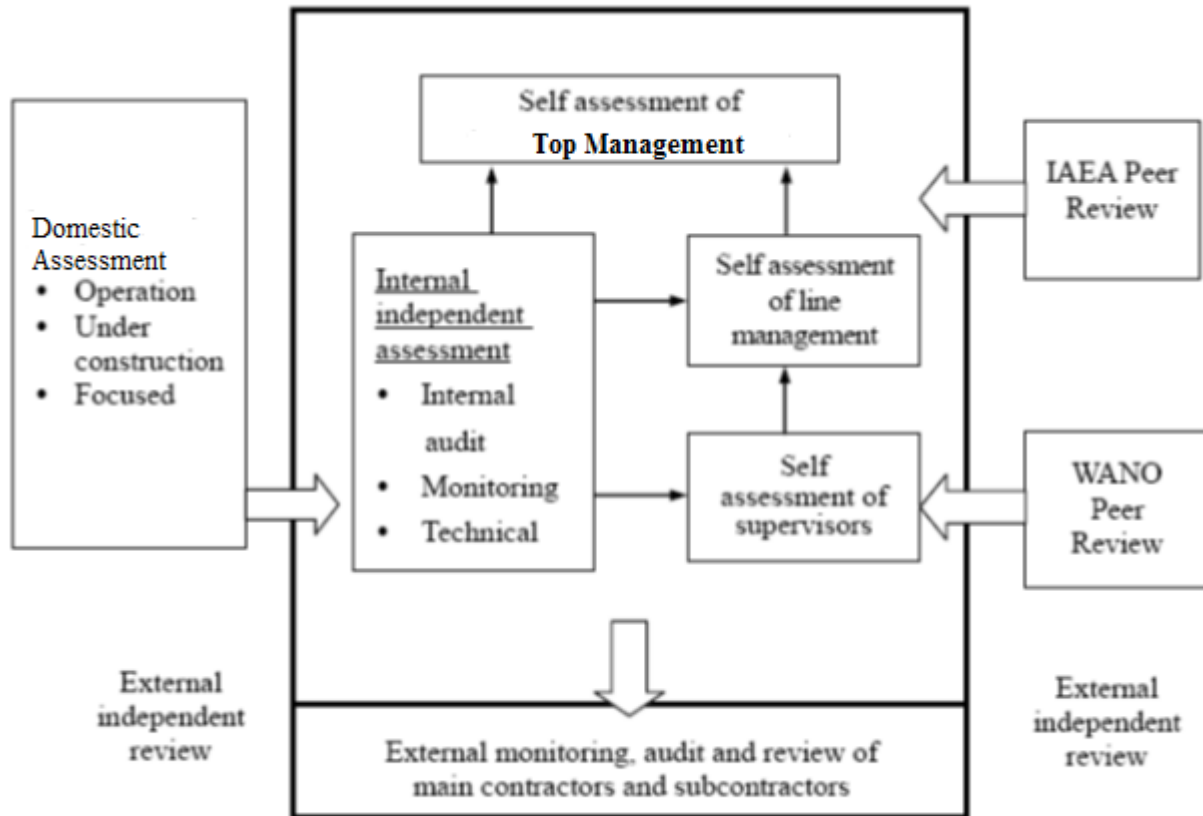 Self assessment of
Top Management
Domestic
Assessment
• Operation
• Under
construction
• Focused
Internal
independent
assessment
• Internal
audit
• Monitoring
• Technical
Self assessment
of line
management
Self
assessment of
supervisors
IAEA Peer
Review
WANO
Peer
Review
External
independent
review
External
independent
review
External monitoring, audit and review of
main contractors and subcontractors